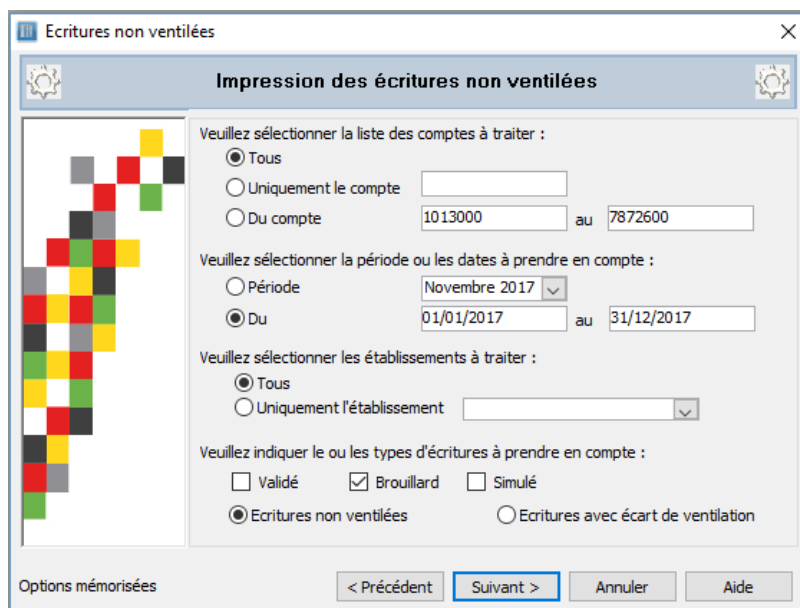 Ecritures non ventilées
Impression des écritures non ventilées
Veuillez sélectionner la liste des comptes à traiter :
Tous
Uniquement le compte
Du compte 1013000 au 7872600
Veuillez sélectionner la période ou les dates à prendre en compte :
Période Novembre 2017
Du 01/01/2017 au 31/12/2017
Veuillez sélectionner les établissements à traiter :
Tous
Uniquement l'établissement
Veuillez indiquer le ou les types d'écritures à prendre en compte :
Validé Brouillard Simulé
Ecritures non ventilées Ecritures avec écart de ventilation
Options mémorisées < Précédent Suivant > Annuler Aide